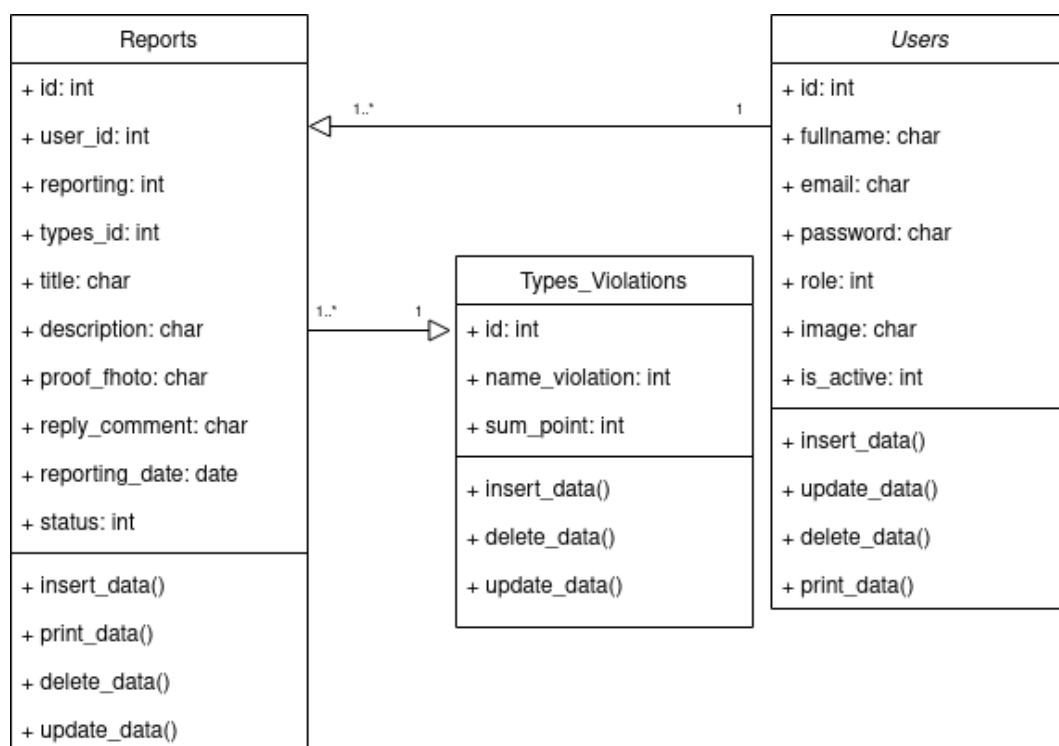 Reports
+ id: int
+ user_id: int
+ reporting: int
+ types_id: int
+ title: char
+ description: char
+ proof_fhoto: char
+ reply_comment: char
+ reporting_date: date
+ status: int
+ insert_data()
+ print_data()
+ delete_data()
+ update_data()
1..*
1
1..*
1
Types_Violations
+ id: int
+ name_violation: int
+ sum_point: int
+ insert_data()
+ delete_data()
+ update_data()
Users
+ id: int
+ fullname: char
+ email: char
+ password: char
+ role: int
+ image: char
+ is_active: int
+ insert_data()
+ update_data()
+ delete_data()
+ print_data()